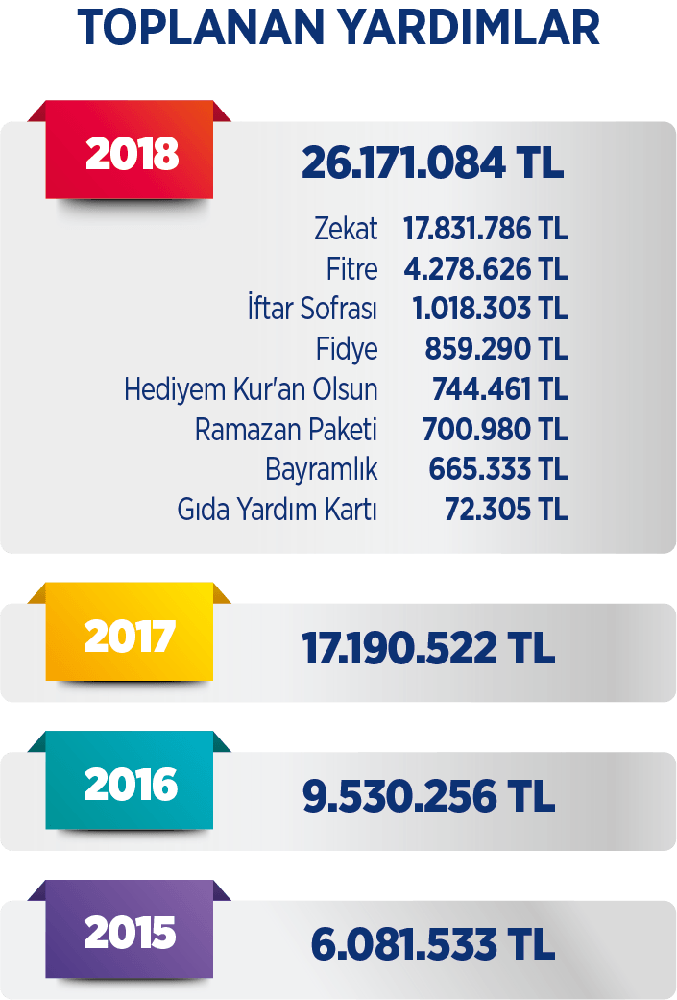 TOPLANAN YARDIMLAR
2018 26.171.084 TL
Zekat 17.831.786 TL
Fitre 4.278.626 TL
İftar Sofrası 1.018.303 TL
Fidye 859.290 TL
Hediyem Kur'an Olsun 744.461 TL
Ramazan Paketi 700.980 TL
Bayramlık 665.333 TL
Gıda Yardım Kartı 72.305 TL
2017 17.190.522 TL
2016 9.530.256 TL
2015 6.081.533 TL